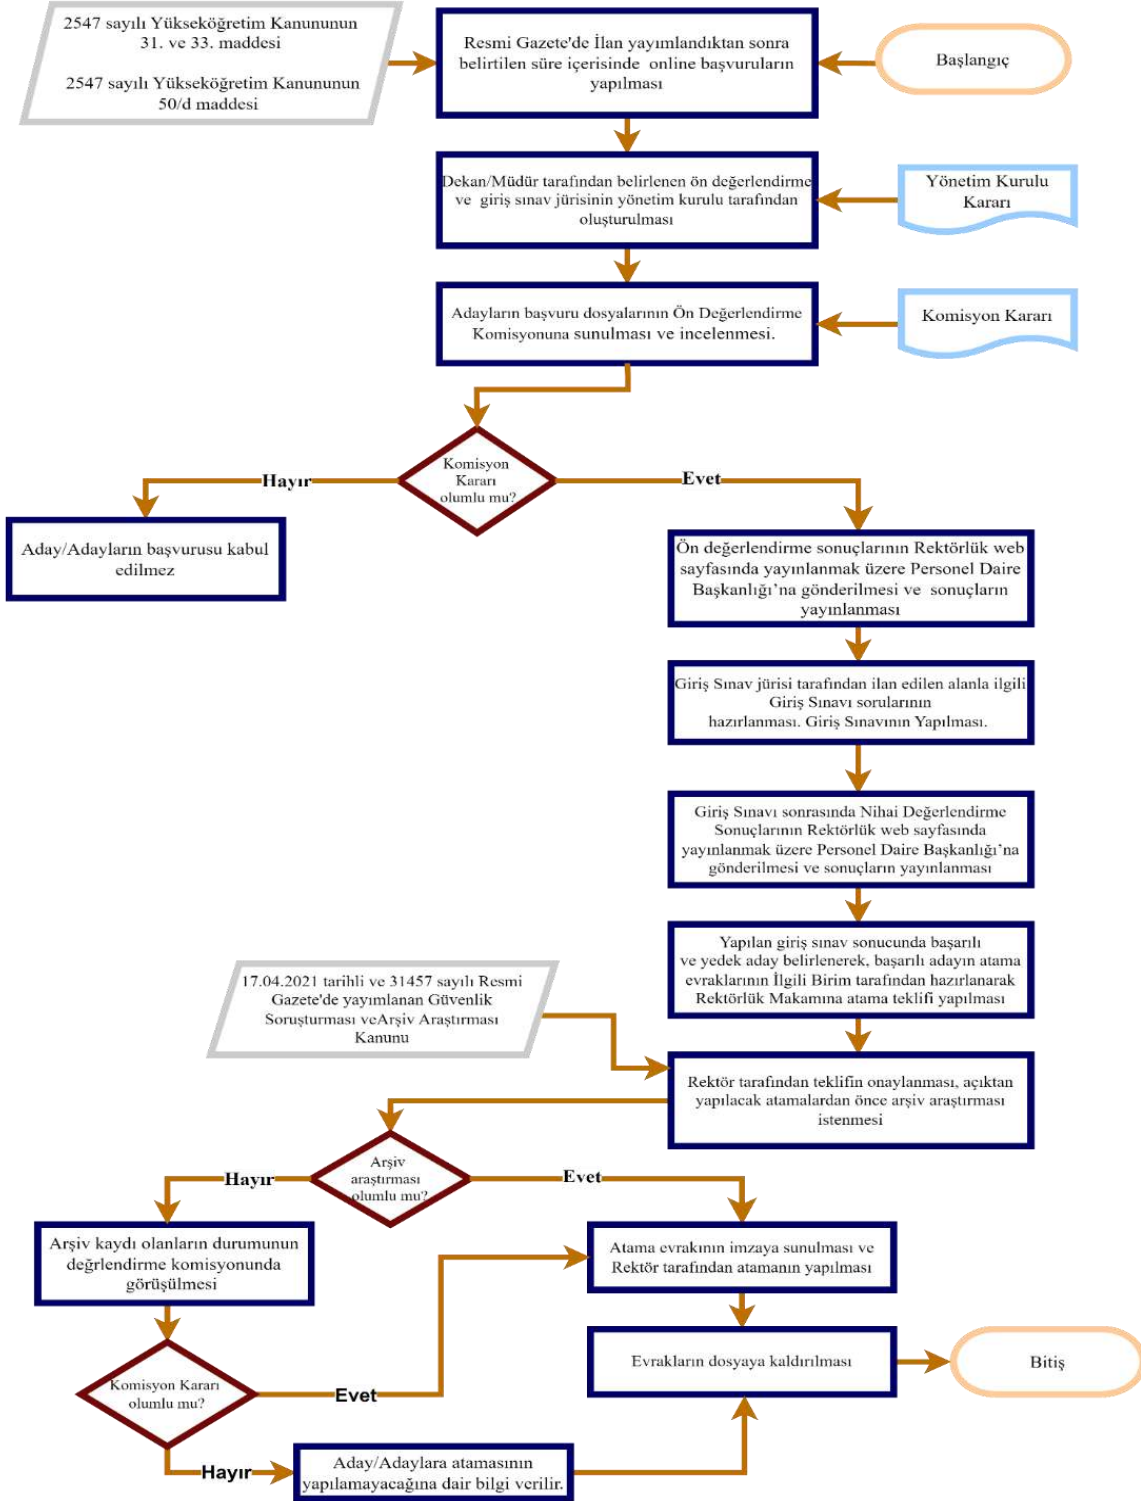 2547 sayılı Yükseköğretim Kanununun
31. ve 33. maddesi
2547 sayılı Yükseköğretim Kanununun
50/d maddesi
Resmi Gazete'de İlan yayımlandıktan sonra
belirtilen süre içerisinde online başvuruların
yapılması
Başlangıç
Dekan/Müdür tarafından belirlenen ön değerlendirme
ve giriş sınav jürisinin yönetim kurulu tarafından
oluşturulması
Yönetim Kurulu
Kararı
Adayların başvuru dosyalarının Ön Değerlendirme
Komisyonuna sunulması ve incelenmesi.
Komisyon Kararı
Komisyon
Kararı
olumlu mu?
Hayır
Evet
Aday/Adayların başvurusu kabul
edilmez
Ön değerlendirme sonuçlarının Rektörlük web
sayfasında yayınlanmak üzere Personel Daire
Başkanlığı’na gönderilmesi ve sonuçların
yayınlanması
Giriş Sınav jürisi tarafından ilan edilen alanla ilgili
Giriş Sınavı sorularının
hazırlanması. Giriş Sınavının Yapılması.
Giriş Sınavı sonrasında Nihai Değerlendirme
Sonuçlarının Rektörlük web sayfasında
yayınlanmak üzere Personel Daire Başkanlığı’na
gönderilmesi ve sonuçların yayınlanması
Yapılan giriş sınav sonucunda başarılı
ve yedek aday belirlenerek, başarılı adayın atama
evraklarının İlgili Birim tarafından hazırlanarak
Rektörlük Makamına atama teklifi yapılması
17.04.2021 tarihli ve 31457 sayılı Resmi
Gazete'de yayımlanan Güvenlik
Soruşturması veArşiv Araştırması
Kanunu
Rektör tarafından teklifin onaylanması, açıktan
yapılacak atamalardan önce arşiv araştırması
istenmesi
Arşiv
araştırması
olumlu mu?
Hayır
Evet
Arşiv kaydı olanların durumunun
değrlendirme komisyonunda
görüşülmesi
Atama evrakının imzaya sunulması ve
Rektör tarafından atamanın yapılması
Komisyon Kararı
olumlu mu?
Evet
Evrakların dosyaya kaldırılması
Bitiş
Hayır
Aday/Adaylara atamasının
yapılamayacağına dair bilgi verilir.